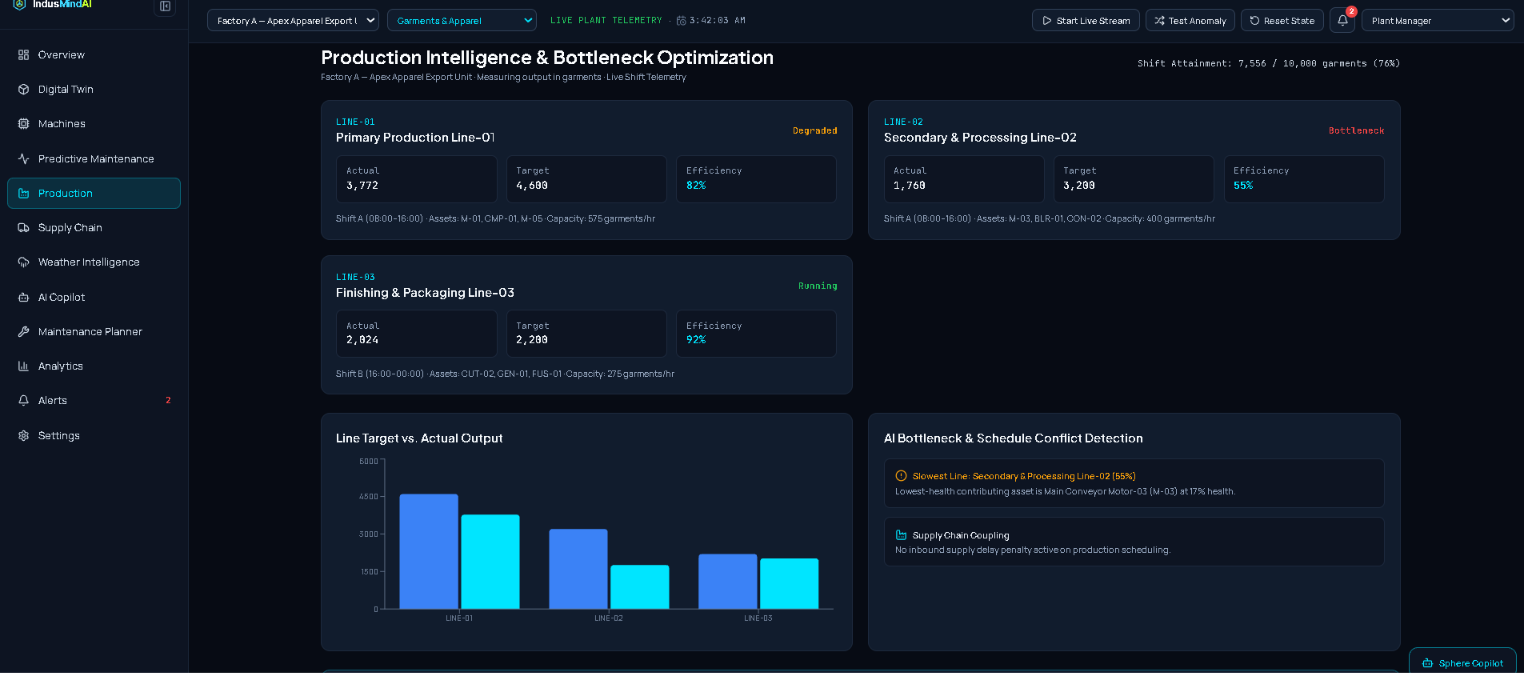 IndusMindAI
Factory A — Apex Apparel Export U
Garments & Apparel
LIVE PLANT TELEMETRY · 3:42:03 AM
Start Live Stream
Test Anomaly
Reset State
2
Plant Manager
Overview
Digital Twin
Machines
Predictive Maintenance
Production
Supply Chain
Weather Intelligence
AI Copilot
Maintenance Planner
Analytics
Alerts 2
Settings
Production Intelligence & Bottleneck Optimization
Factory A — Apex Apparel Export Unit · Measuring output in garments · Live Shift Telemetry
Shift Attainment: 7,556 / 10,000 garments (76%)
LINE-01
Primary Production Line-01
Degraded
Actual
3,772
Target
4,600
Efficiency
82%
Shift A (08:00-16:00) · Assets: M-01, CMP-01, M-05 · Capacity: 575 garments/hr
LINE-02
Secondary & Processing Line-02
Bottleneck
Actual
1,760
Target
3,200
Efficiency
55%
Shift A (08:00-16:00) · Assets: M-03, BLR-01, CON-02 · Capacity: 400 garments/hr
LINE-03
Finishing & Packaging Line-03
Running
Actual
2,024
Target
2,200
Efficiency
92%
Shift B (16:00-00:00) · Assets: CUT-02, GEN-01, FUS-01 · Capacity: 275 garments/hr
Line Target vs. Actual Output
6000
4500
3000
1500
0
LINE-01
LINE-02
LINE-03
AI Bottleneck & Schedule Conflict Detection
Slowest Line: Secondary & Processing Line-02 (55%)
Lowest-health contributing asset is Main Conveyor Motor-03 (M-03) at 17% health.
Supply Chain Coupling
No inbound supply delay penalty active on production scheduling.
Sphere Copilot